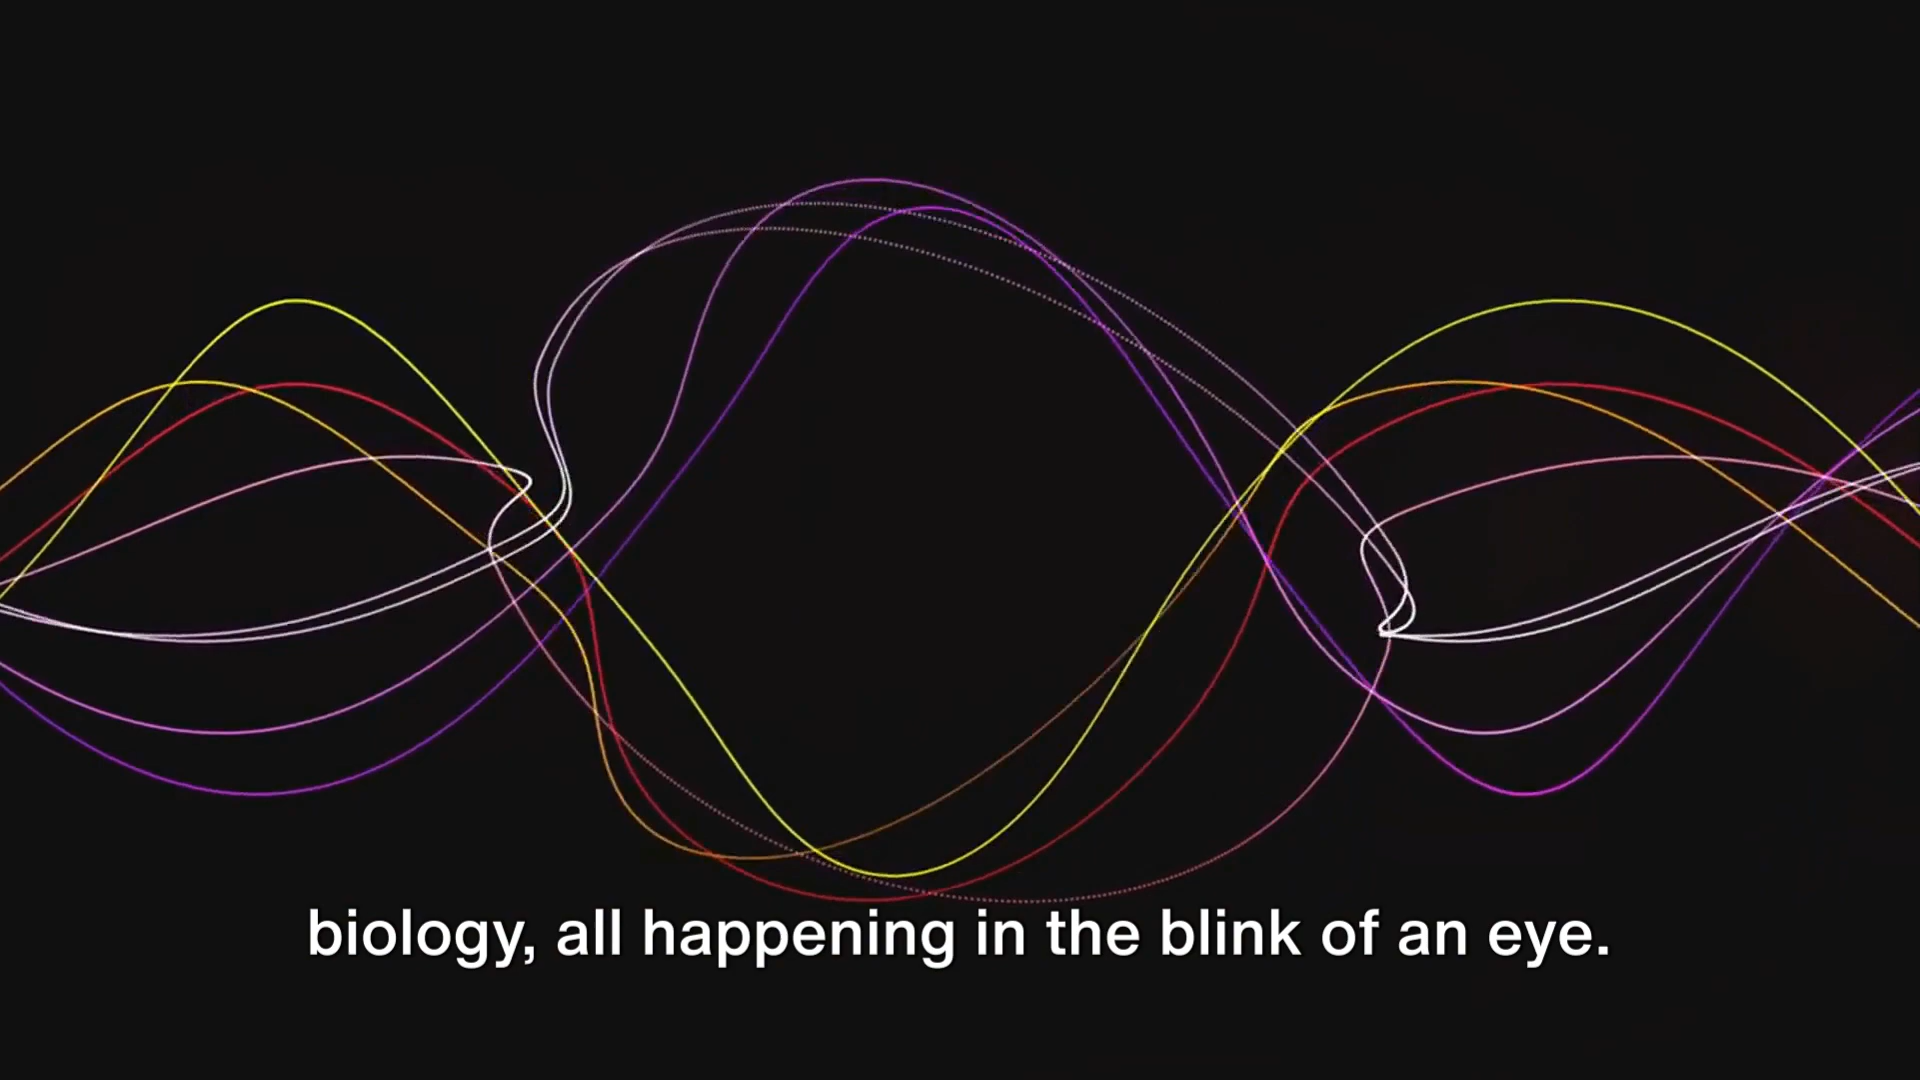 biology, all happening in the blink of an eye.